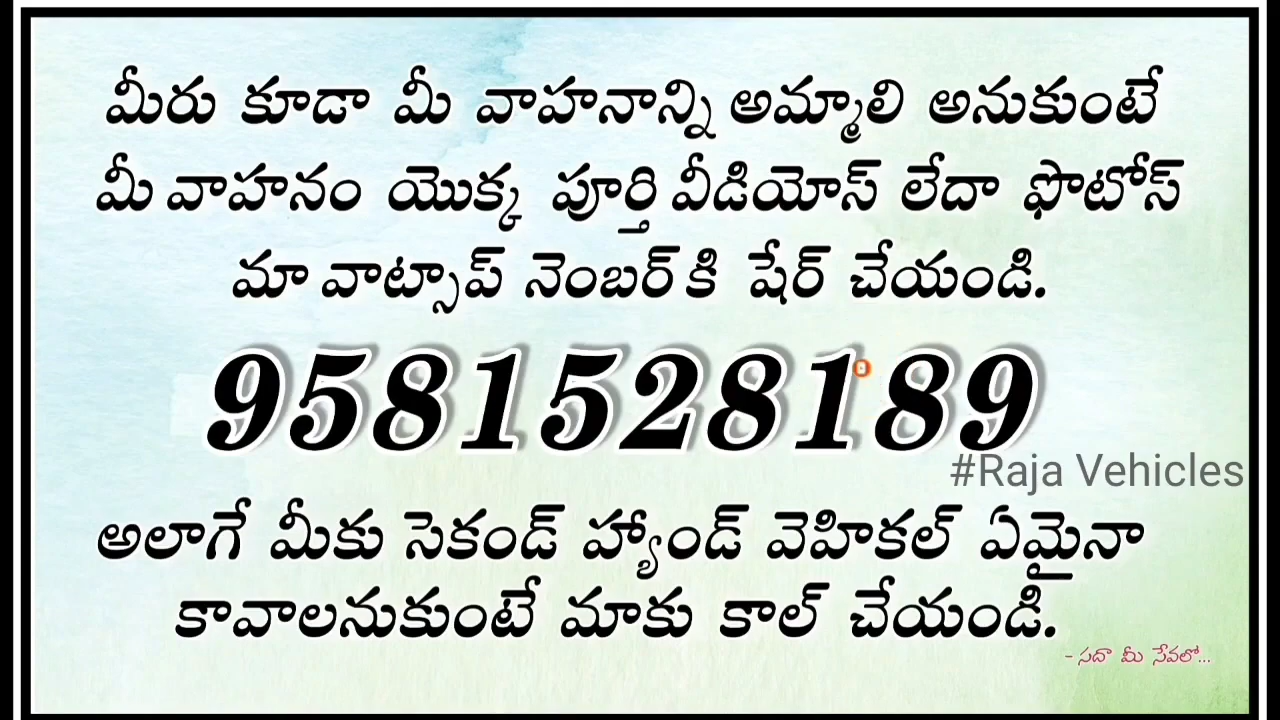 మీరు కూడా మీ వాహనాన్ని అమ్మాలి అనుకుంటే
మీ వాహనం యొక్క పూర్తి వీడియోస్ లేదా ఫొటోస్
మా వాట్సాప్ నెంబర్ కి షేర్ చేయండి.
9581528189
#Raja Vehicles
అలాగే మీకు సెకండ్ హ్యాండ్ వెహికల్ ఏమైనా
కావాలనుకుంటే మాకు కాల్ చేయండి.
- సదా మీ సేవలో...